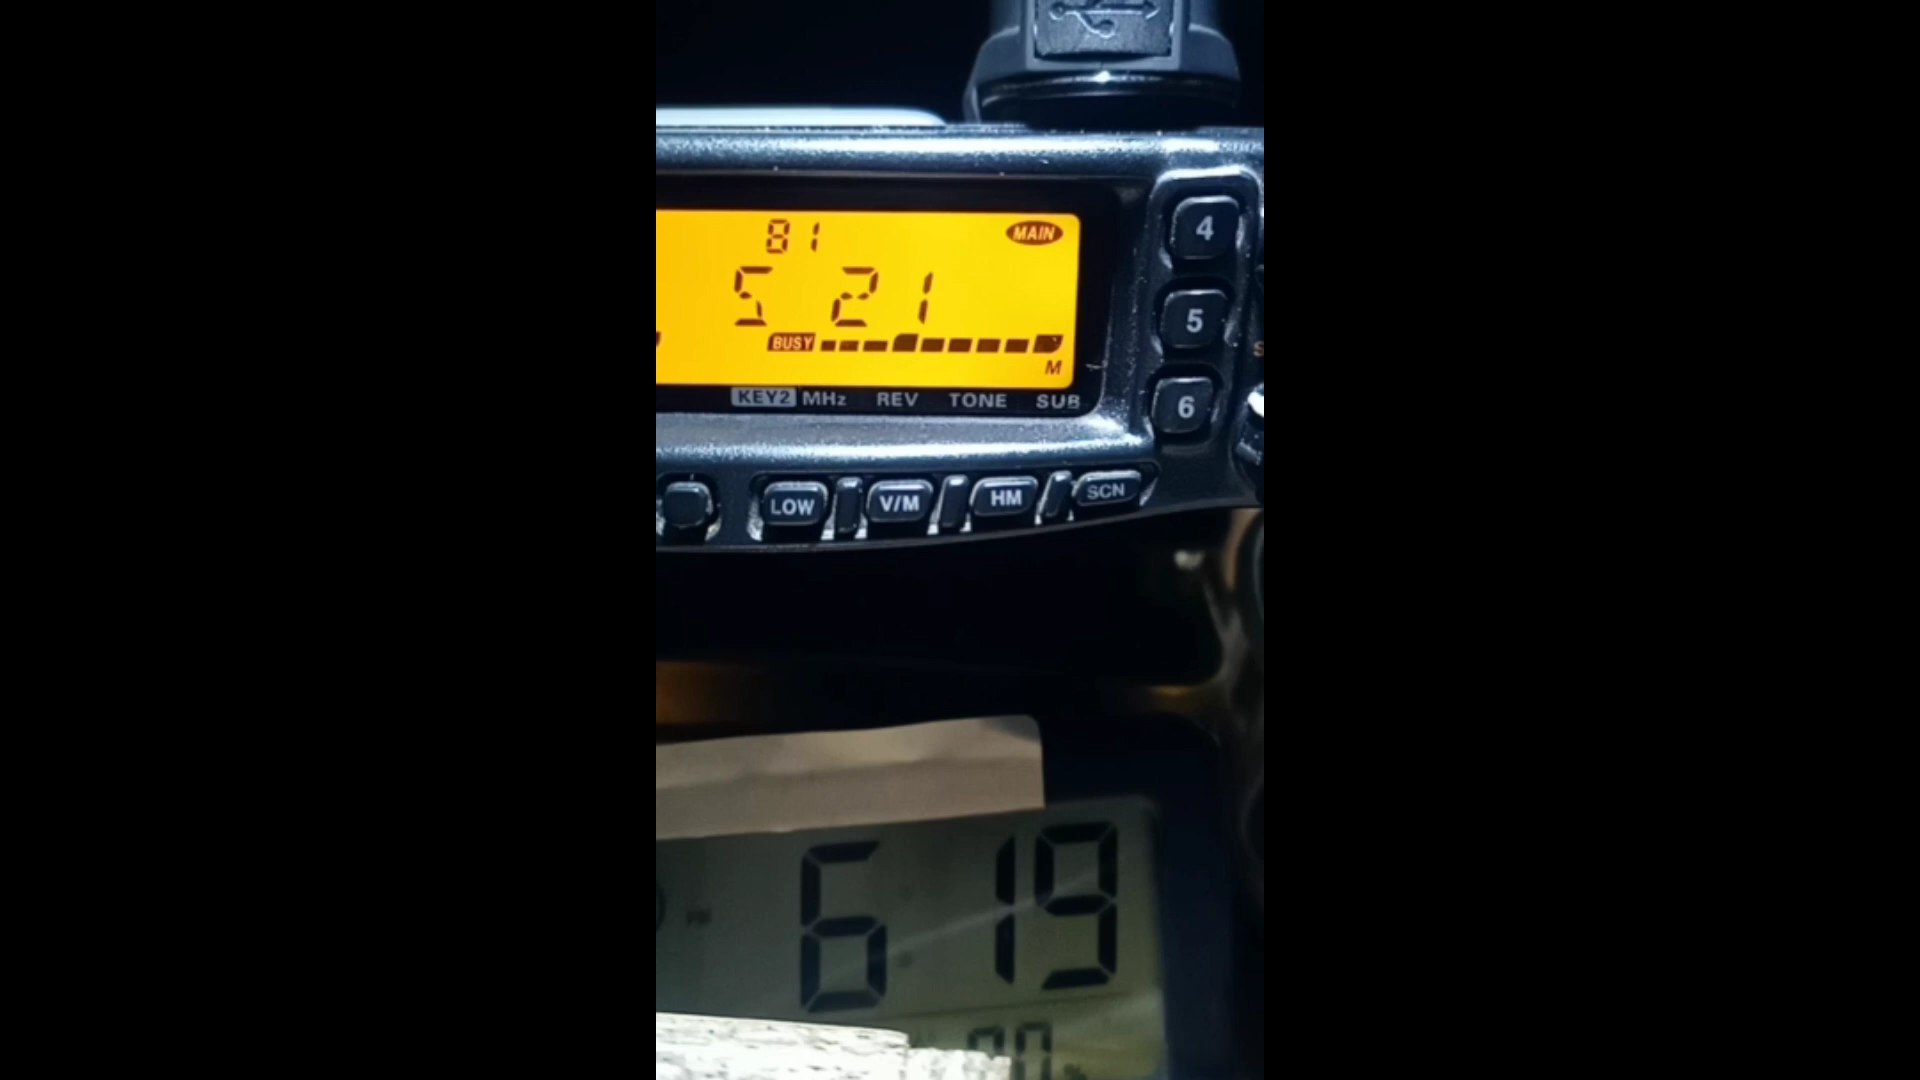 81 MAIN
5 21
BUSY
M
KEY2 MHz REV TONE SUB
4
5
6
LOW V/M HM SCN
6:19